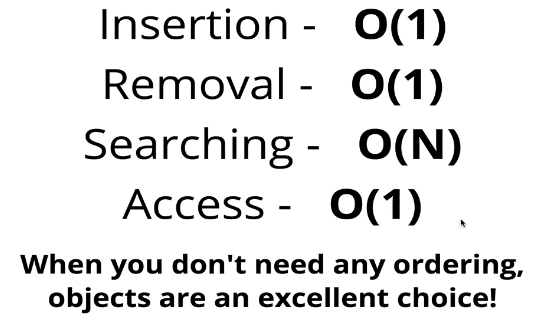 Insertion - O(1)
Removal - O(1)
Searching - O(N)
Access - O(1)
When you don't need any ordering,
objects are an excellent choice!